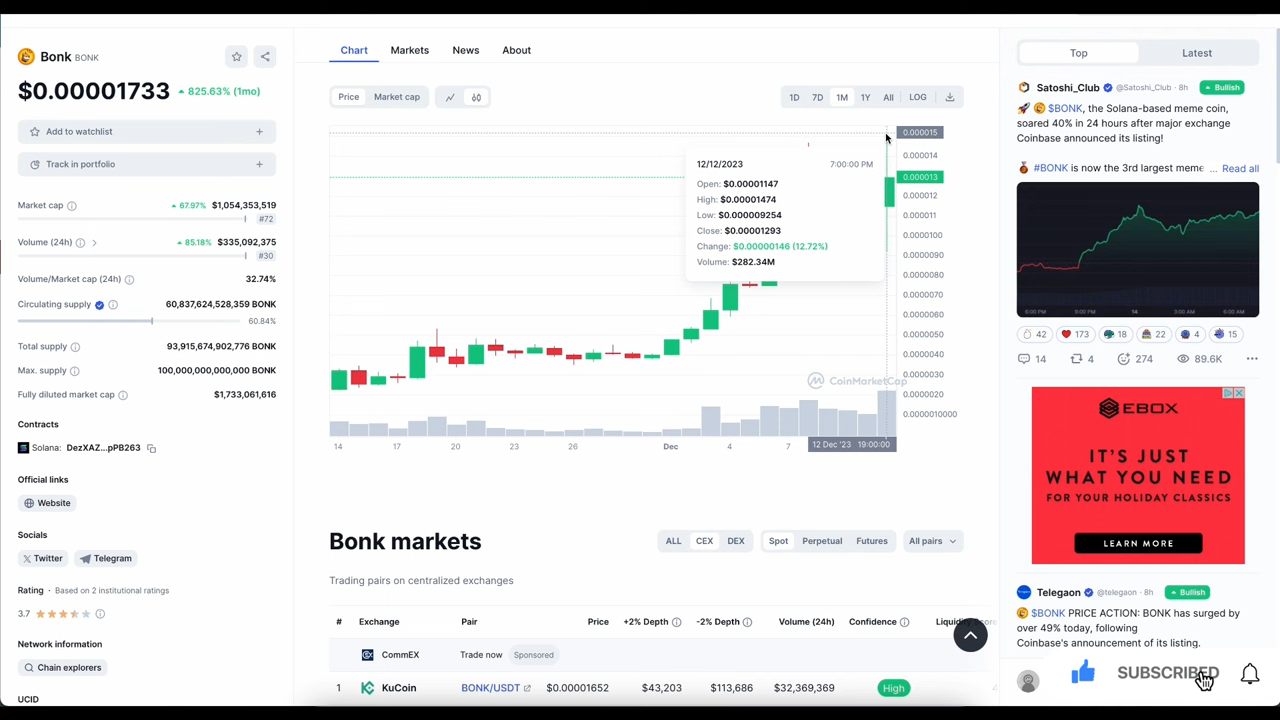 Bonk BONK
$0.00001733 825.63% (1mo)
Add to watchlist +
Track in portfolio +
Market cap 67.97% $1,054,353,519
#72
Volume (24h) 85.18% $335,092,375
#30
Volume/Market cap (24h) 32.74%
Circulating supply 60,837,624,528,359 BONK
60.84%
Total supply 93,915,674,902,776 BONK
Max. supply 100,000,000,000,000 BONK
Fully diluted market cap $1,733,061,616
Contracts
Solana: DezXAZ...pPB263
Official links
Website
Socials
Twitter Telegram
Rating · Based on 2 institutional ratings
3.7
Network information
Chain explorers
UCID
Chart Markets News About
Price Market cap
1D 7D 1M 1Y All LOG
12/12/2023 7:00:00 PM
Open: $0.00001147
High: $0.00001474
Low: $0.000009254
Close: $0.00001293
Change: $0.00000146 (12.72%)
Volume: $282.34M
0.000015
0.000014
0.000013
0.000012
0.000011
0.0000100
0.0000090
0.0000080
0.0000070
0.0000060
0.0000050
0.0000040
0.0000030
0.0000020
0.0000010000
CoinMarketCap
14 17 20 23 26 Dec 4 7 12 Dec '23 19:00:00
Bonk markets
ALL CEX DEX Spot Perpetual Futures All pairs
Trading pairs on centralized exchanges
# Exchange Pair Price +2% Depth -2% Depth Volume (24h) Confidence Liquidity Score
CommEX Trade now Sponsored
1 KuCoin BONK/USDT $0.00001652 $43,203 $113,686 $32,369,369 High
Top Latest
Satoshi_Club @Satoshi_Club · 8h Bullish
🚀 $BONK, the Solana-based meme coin,
soared 40% in 24 hours after major exchange
Coinbase announced its listing!
#BONK is now the 3rd largest meme ... Read all
6:00 PM 9:00 PM 14 3:00 AM 6:00 AM
42 173 18 22 4 15
14 4 274 89.6K
EBOX
IT'S JUST
WHAT YOU NEED
FOR YOUR HOLIDAY CLASSICS
LEARN MORE
Telegaon @telegaon · 8h Bullish
$BONK PRICE ACTION: BONK has surged by
over 49% today, following
Coinbase's announcement of its listing.
SUBSCRIBED